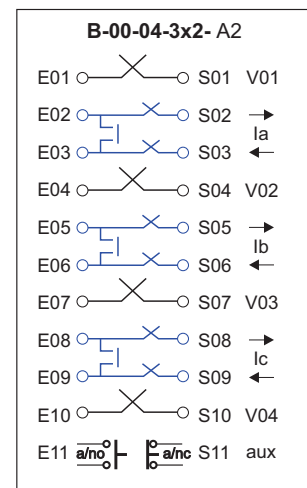 B-00-04-3x2- A2
E01 S01 V01
E02 S02
Ia
E03 S03
E04 S04 V02
E05 S05
Ib
E06 S06
E07 S07 V03
E08 S08
Ic
E09 S09
E10 S10 V04
E11 a/no a/nc S11 aux